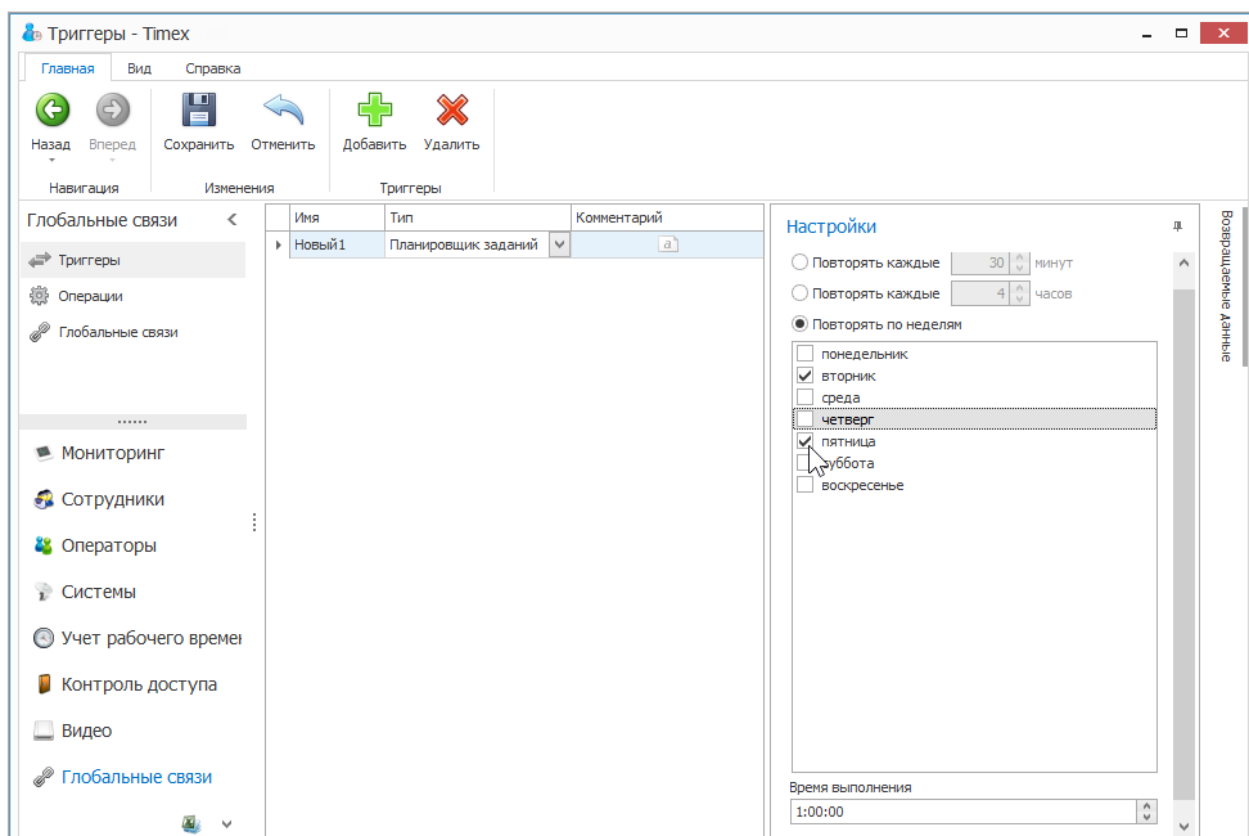 Триггеры - Timex
Главная Вид Справка
Назад Вперед Сохранить Отменить Добавить Удалить
Навигация Изменения Триггеры
Глобальные связи
Триггеры
Операции
Глобальные связи
Мониторинг
Сотрудники
Операторы
Системы
Учет рабочего времен
Контроль доступа
Видео
Глобальные связи
Имя Тип Комментарий
Новый1 Планировщик заданий a
Настройки
Повторять каждые 30 минут
Повторять каждые 4 часов
Повторять по неделям
понедельник
вторник
среда
четверг
пятница
суббота
воскресенье
Время выполнения
1:00:00
Возвращаемые данные